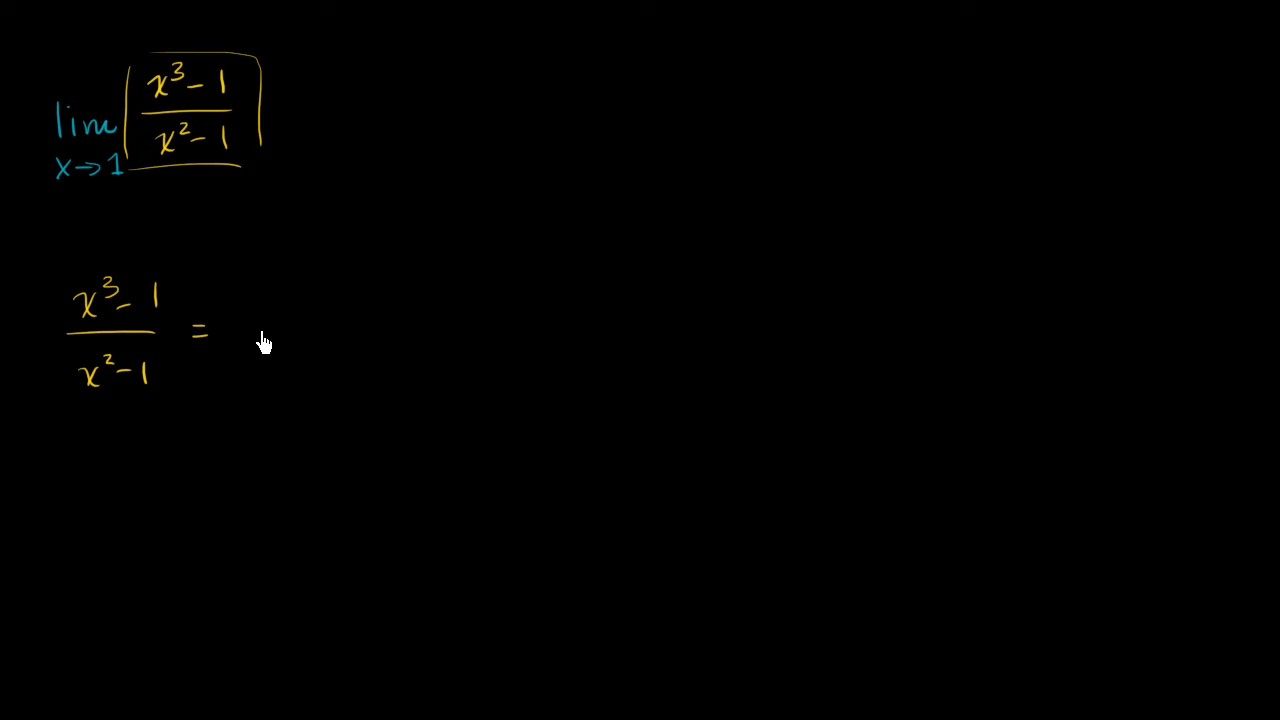 lim x→1 (x³ − 1)/(x² − 1)
(x³ − 1)/(x² − 1) =